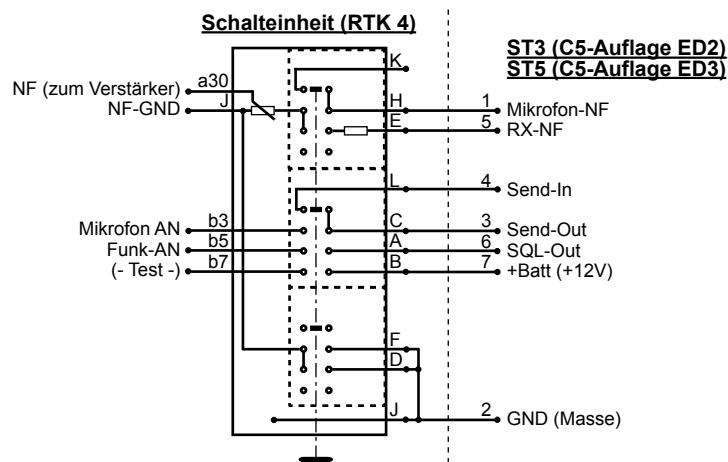 Schalteinheit (RTK 4)
ST3 (C5-Auflage ED2)
ST5 (C5-Auflage ED3)
K
NF (zum Verstärker) a30
NF-GND J H 1 Mikrofon-NF
E 5 RX-NF
L 4 Send-In
Mikrofon AN b3 C 3 Send-Out
Funk-AN b5 A 6 SQL-Out
(- Test -) b7 B 7 +Batt (+12V)
F
D
J 2 GND (Masse)